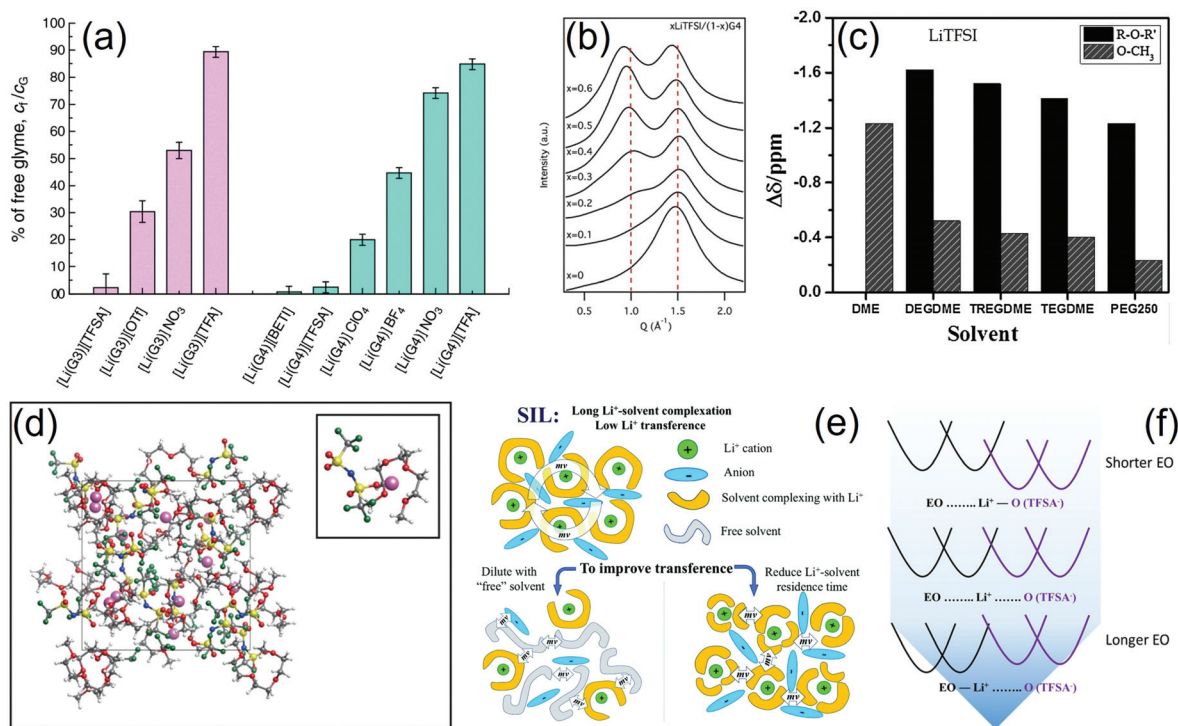 (a)
% of free glyme, cf/cG
100
90
80
70
60
50
40
30
20
10
00
[Li(G3)][TFSA]
[Li(G3)][OTf]
[Li(G3)]NO3
[Li(G3)][TFA]
[Li(G4)][BETI]
[Li(G4)][TFSA]
[Li(G4)]ClO4
[Li(G4)]BF4
[Li(G4)]NO3
[Li(G4)][TFA]
(b)
xLiTFSI/(1-x)G4
Intensity (a.u.)
x=0.6
x=0.5
x=0.4
x=0.3
x=0.2
x=0.1
x=0
0.5 1.0 1.5 2.0
Q (Å-1)
(c)
LiTFSI
R-O-R'
O-CH3
Δδ/ppm
-2.0
-1.6
-1.2
-0.8
-0.4
0.0
DME DEGDME TREGDME TEGDME PEG250
Solvent
(d)
(e)
SIL:
Long Li+-solvent complexation
Low Li+ transference
mv
mv
+ Li+ cation
- Anion
Solvent complexing with Li+
Free solvent
To improve transference
Dilute with
"free" solvent
Reduce Li+-solvent
residence time
(f)
Shorter EO
EO ........ Li+ — O (TFSA-)
EO ........ Li+ ....... O (TFSA-)
Longer EO
EO — Li+ ........ O (TFSA-)